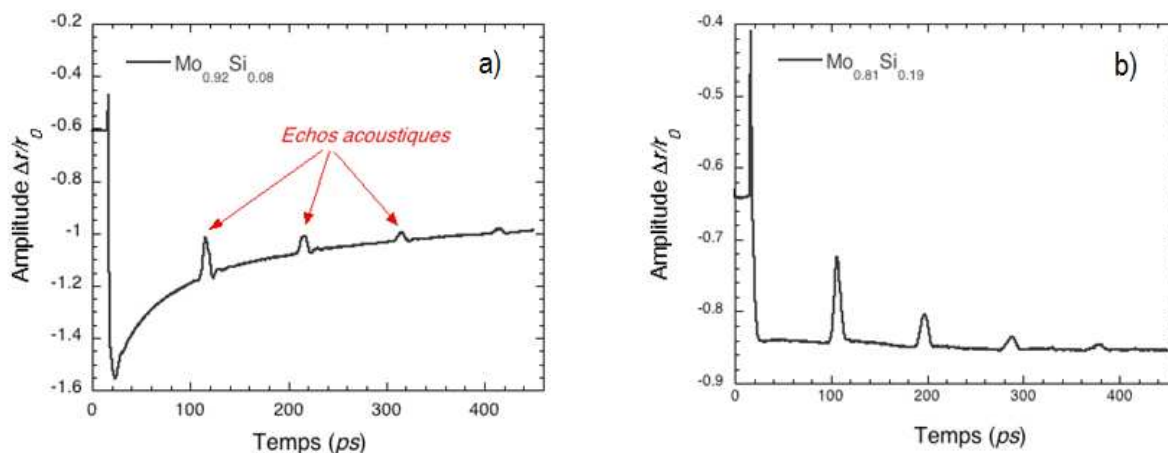 -0.2
-0.4
-0.6
-0.8
-1
-1.2
-1.4
-1.6
Amplitude Δr/r₀
Mo₀.₉₂Si₀.₀₈
a)
Echos acoustiques
0 100 200 300 400
Temps (ps)
-0.4
-0.5
-0.6
-0.7
-0.8
-0.9
Amplitude Δr/r₀
Mo₀.₈₁Si₀.₁₉
b)
0 100 200 300 400
Temps (ps)